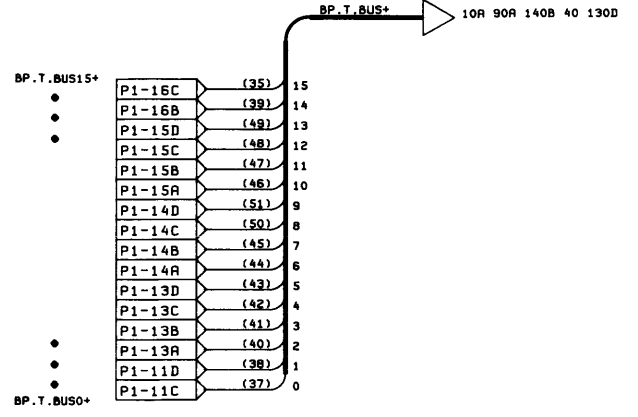 BP.T.BUS+ 10A 90A 140B 40 130D
BP.T.BUS15+
P1-16C (35) 15
P1-16B (39) 14
P1-15D (49) 13
P1-15C (48) 12
P1-15B (47) 11
P1-15A (46) 10
P1-14D (51) 9
P1-14C (50) 8
P1-14B (45) 7
P1-14A (44) 6
P1-13D (43) 5
P1-13C (42) 4
P1-13B (41) 3
P1-13A (40) 2
P1-11D (38) 1
P1-11C (37) 0
BP.T.BUS0+